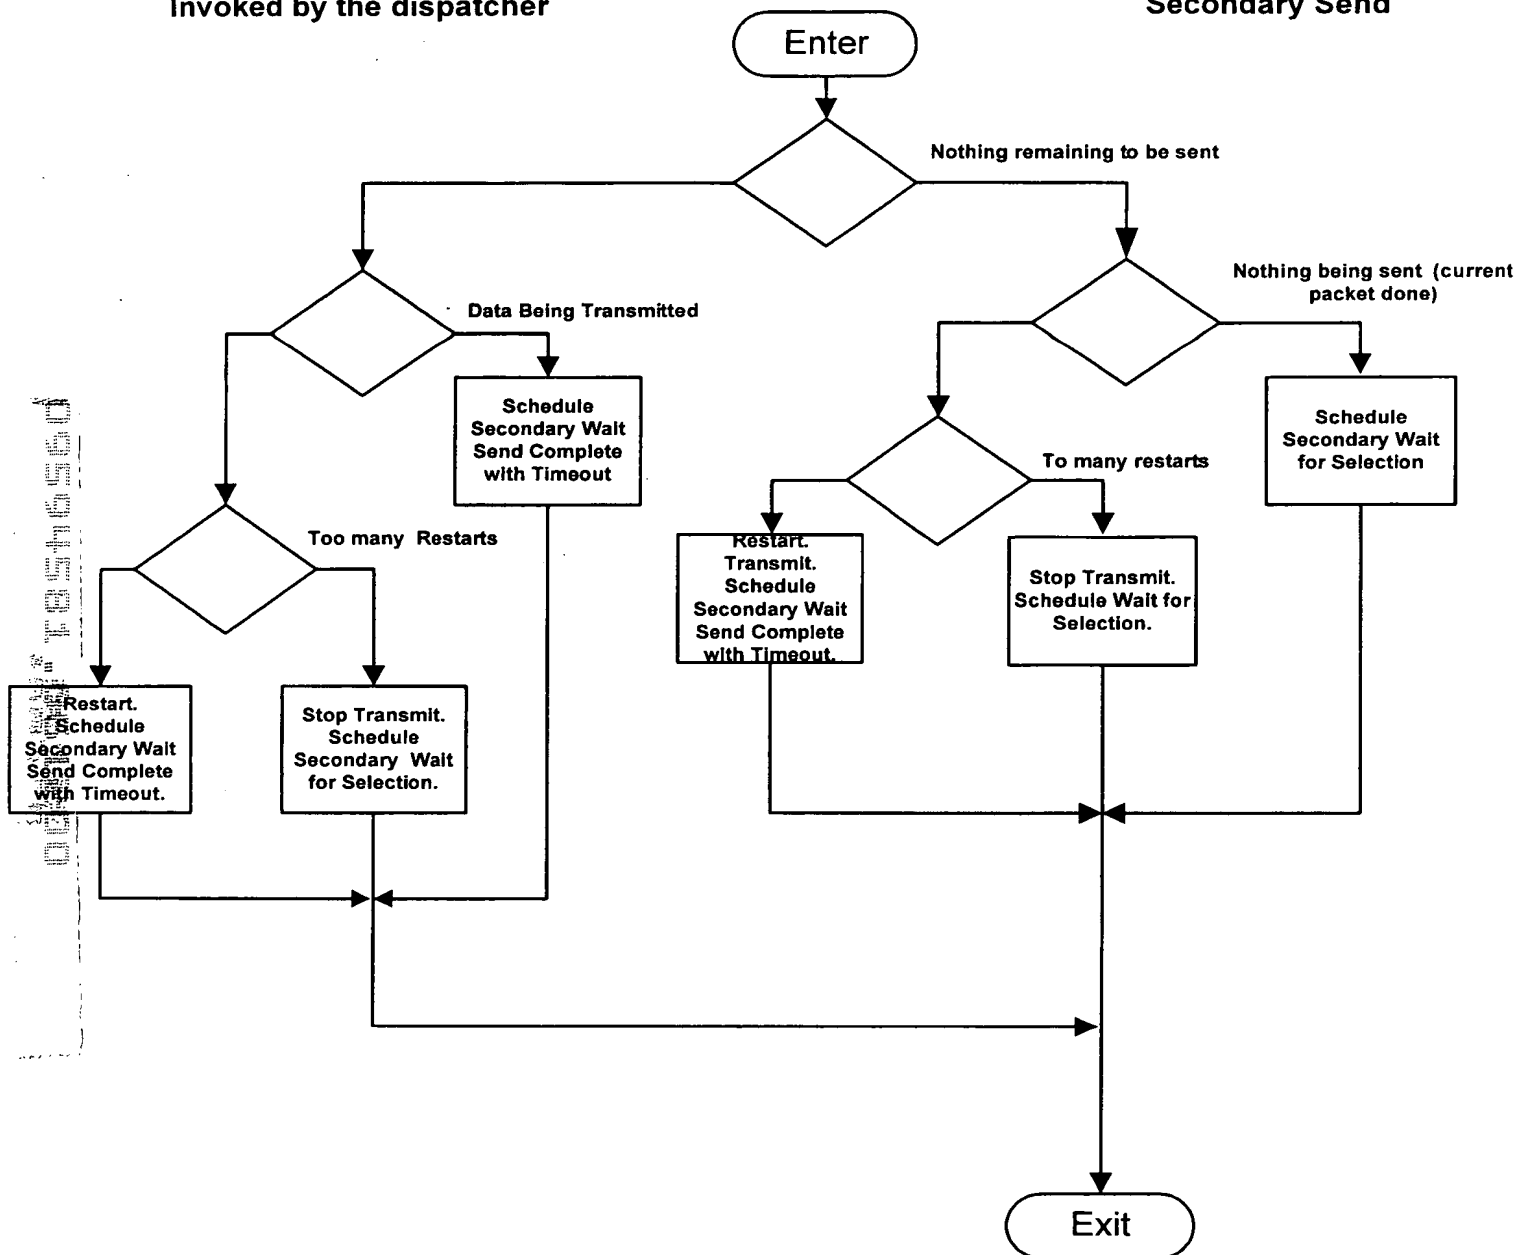 Invoked by the dispatcher
Secondary Send
Enter
Nothing remaining to be sent
Nothing being sent (current
packet done)
Data Being Transmitted
Schedule
Secondary Wait
Send Complete
with Timeout
Schedule
Secondary Wait
for Selection
To many restarts
Too many Restarts
Restart.
Transmit.
Schedule
Secondary Wait
Send Complete
with Timeout.
Stop Transmit.
Schedule Wait for
Selection.
Restart.
Schedule
Secondary Wait
Send Complete
with Timeout.
Stop Transmit.
Schedule
Secondary Wait
for Selection.
Exit